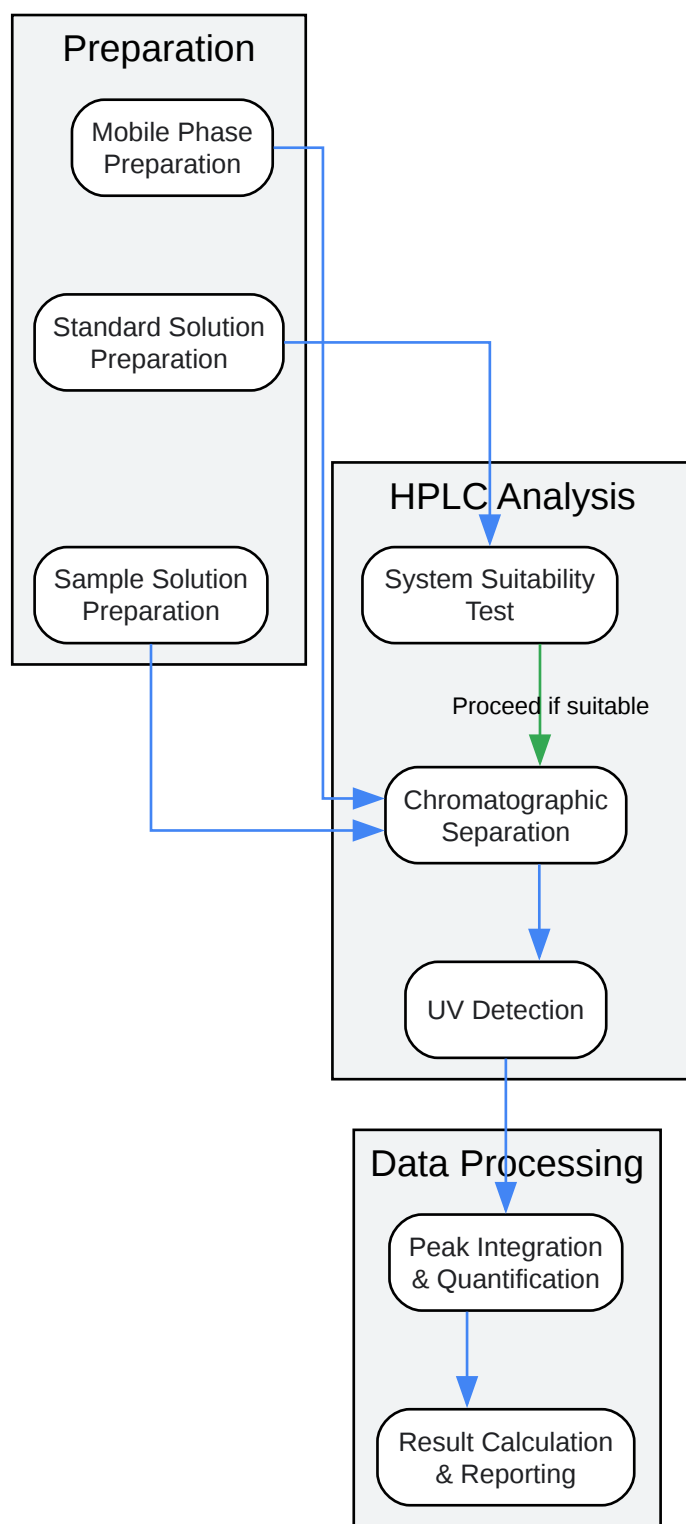 Preparation
Mobile Phase
Preparation
Standard Solution
Preparation
Sample Solution
Preparation
HPLC Analysis
System Suitability
Test
Proceed if suitable
Chromatographic
Separation
UV Detection
Data Processing
Peak Integration
& Quantification
Result Calculation
& Reporting